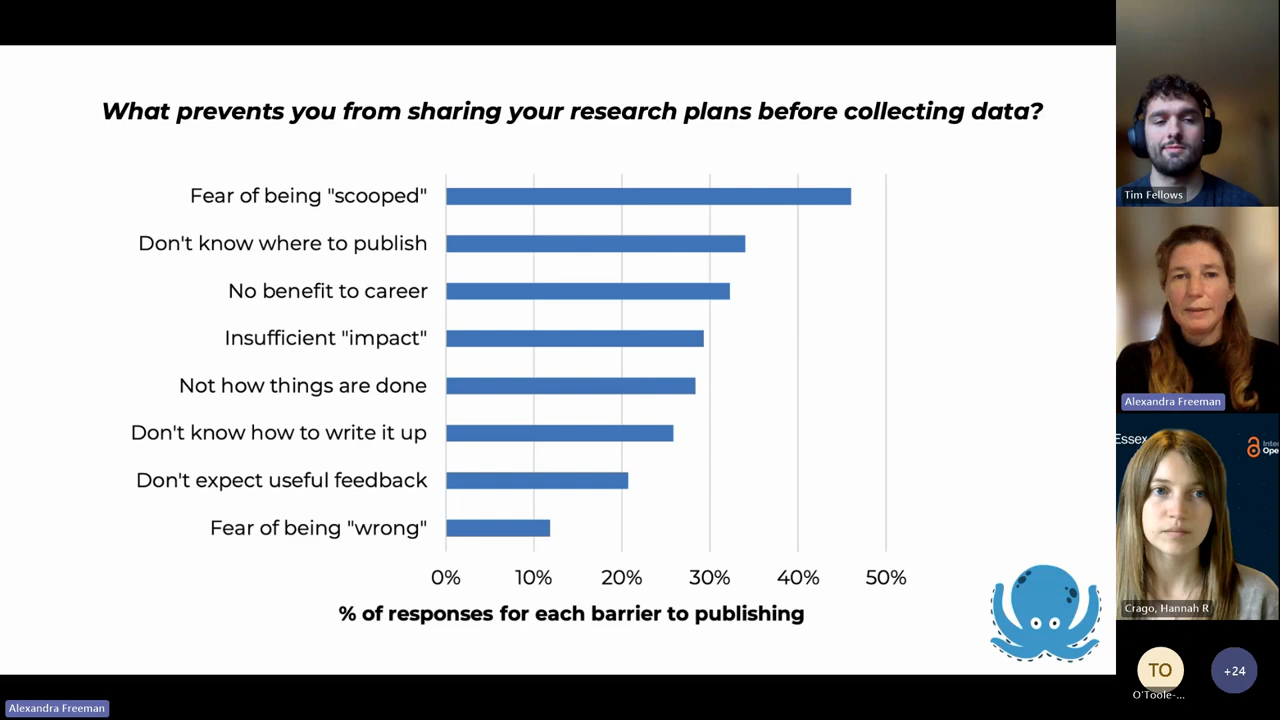 What prevents you from sharing your research plans before collecting data?
Fear of being "scooped"
Don't know where to publish
No benefit to career
Insufficient "impact"
Not how things are done
Don't know how to write it up
Don't expect useful feedback
Fear of being "wrong"
0% 10% 20% 30% 40% 50%
% of responses for each barrier to publishing
Tim Fellows
Alexandra Freeman
Essex
Crago, Hannah R
TO
+24
O'Toole-...
Alexandra Freeman